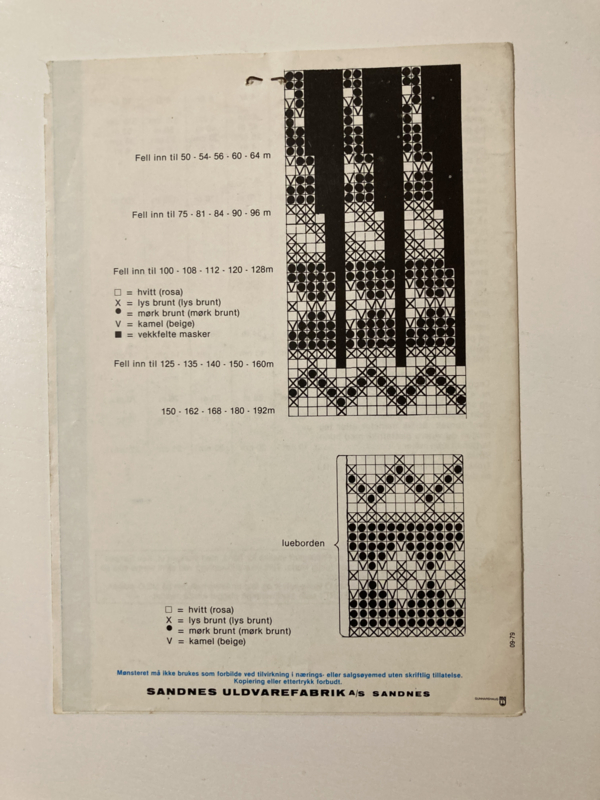 Fell inn til 50 - 54- 56 - 60 - 64 m
Fell inn til 75 - 81 - 84 - 90 - 96 m
Fell inn til 100 - 108 - 112 - 120 - 128m
□ = hvitt (rosa)
X = lys brunt (lys brunt)
● = mørk brunt (mørk brunt)
V = kamel (beige)
■ = vekkfelte masker
Fell inn til 125 - 135 - 140 - 150 - 160m
150 - 162 - 168 - 180 - 192m
lueborden
□ = hvitt (rosa)
X = lys brunt (lys brunt)
● = mørk brunt (mørk brunt)
V = kamel (beige)
09-79
Mønsteret må ikke brukes som forbilde ved tilvirkning i nærings- eller salgsøyemed uten skriftlig tillatelse.
Kopiering eller ettertrykk forbudt.
SANDNES ULDVAREFABRIK A/S SANDNES